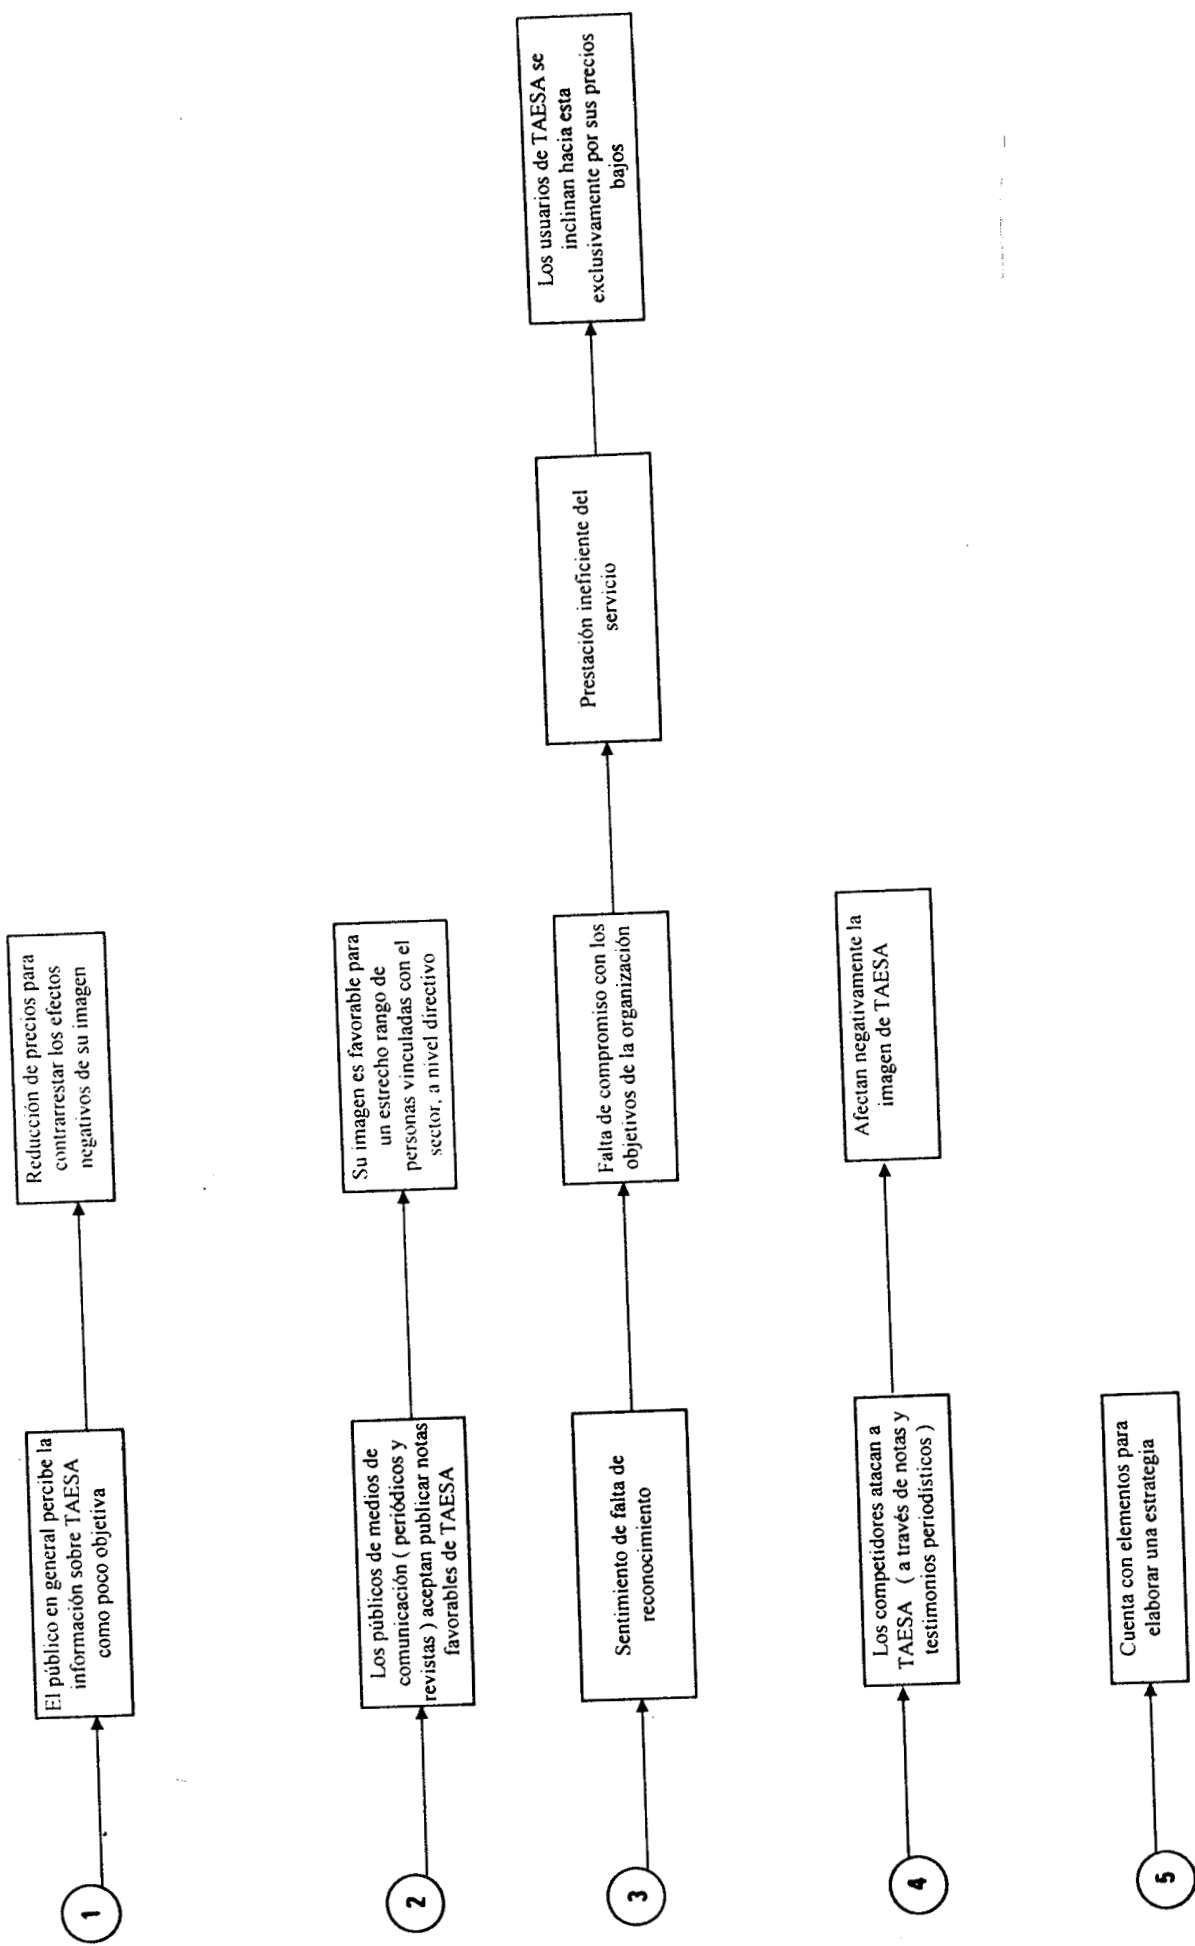 1
El público en general percibe la
información sobre TAESA
como poco objetiva
Reducción de precios para
contrarrestar los efectos
negativos de su imagen
2
Los públicos de medios de
comunicación ( periódicos y
revistas ) aceptan publicar notas
favorables de TAESA
Su imagen es favorable para
un estrecho rango de
personas vinculadas con el
sector, a nivel directivo
3
Sentimiento de falta de
reconocimiento
Falta de compromiso con los
objetivos de la organización
Prestación ineficiente del
servicio
Los usuarios de TAESA se
inclinan hacia esta
exclusivamente por sus precios
bajos
4
Los competidores atacan a
TAESA ( a través de notas y
testimonios periodísticos )
Afectan negativamente la
imagen de TAESA
5
Cuenta con elementos para
elaborar una estrategia